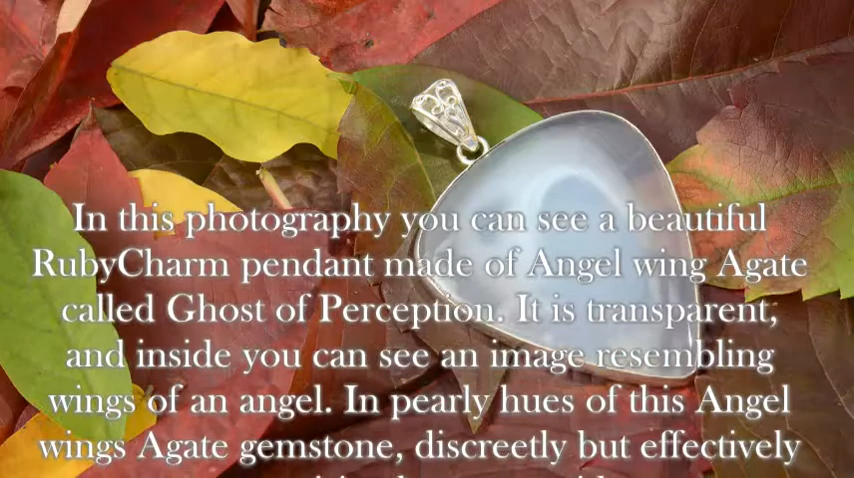 In this photography you can see a beautiful
RubyCharm pendant made of Angel wing Agate
called Ghost of Perception. It is transparent,
and inside you can see an image resembling
wings of an angel. In pearly hues of this Angel
wings Agate gemstone, discreetly but effectively